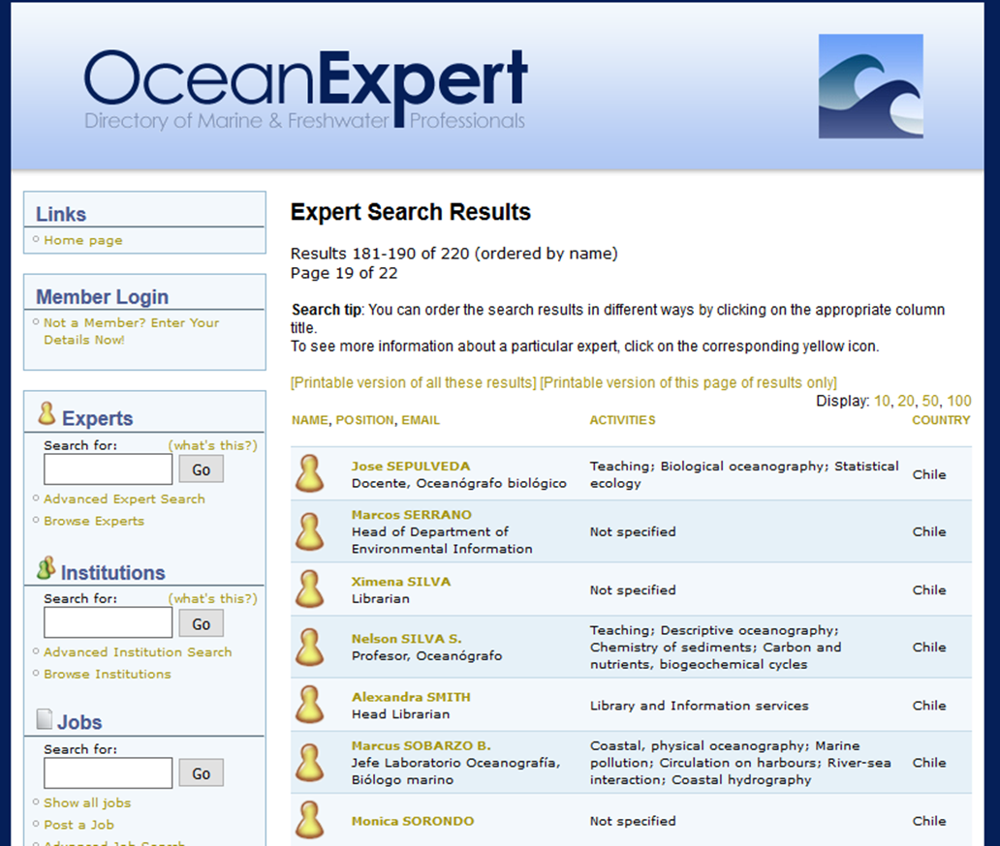 OceanExpert
Directory of Marine & Freshwater Professionals
Links
Home page
Member Login
Not a Member? Enter Your
Details Now!
Experts
Search for: (what's this?)
Go
Advanced Expert Search
Browse Experts
Institutions
Search for: (what's this?)
Go
Advanced Institution Search
Browse Institutions
Jobs
Search for:
Go
Show all jobs
Post a Job
Advanced Job Search
Expert Search Results
Results 181-190 of 220 (ordered by name)
Page 19 of 22
Search tip: You can order the search results in different ways by clicking on the appropriate column
title.
To see more information about a particular expert, click on the corresponding yellow icon.
[Printable version of all these results] [Printable version of this page of results only]
Display: 10, 20, 50, 100
NAME, POSITION, EMAIL ACTIVITIES COUNTRY
Jose SEPULVEDA
Docente, Oceanógrafo biológico
Teaching; Biological oceanography; Statistical
ecology
Chile
Marcos SERRANO
Head of Department of
Environmental Information
Not specified
Chile
Ximena SILVA
Librarian
Not specified
Chile
Nelson SILVA S.
Profesor, Oceanógrafo
Teaching; Descriptive oceanography;
Chemistry of sediments; Carbon and
nutrients, biogeochemical cycles
Chile
Alexandra SMITH
Head Librarian
Library and Information services
Chile
Marcus SOBARZO B.
Jefe Laboratorio Oceanografía,
Biólogo marino
Coastal, physical oceanography; Marine
pollution; Circulation on harbours; River-sea
interaction; Coastal hydrography
Chile
Monica SORONDO
Not specified
Chile